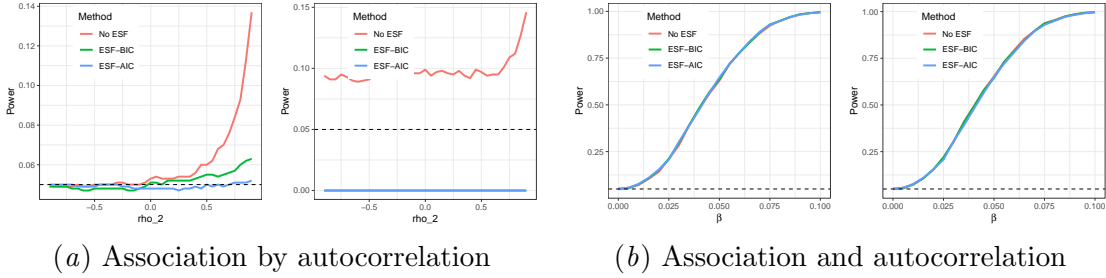 Power
0.14
0.12
0.10
0.08
0.06
Method
No ESF
ESF−BIC
ESF−AIC
−0.5
0.0
0.5
rho_2
Power
0.15
0.10
0.05
0.00
Method
No ESF
ESF−BIC
ESF−AIC
−0.5
0.0
0.5
rho_2
(a) Association by autocorrelation
Power
1.00
0.75
0.50
0.25
Method
No ESF
ESF−BIC
ESF−AIC
0.000
0.025
0.050
0.075
0.100
β
Power
1.00
0.75
0.50
0.25
Method
No ESF
ESF−BIC
ESF−AIC
0.000
0.025
0.050
0.075
0.100
β
(b) Association and autocorrelation